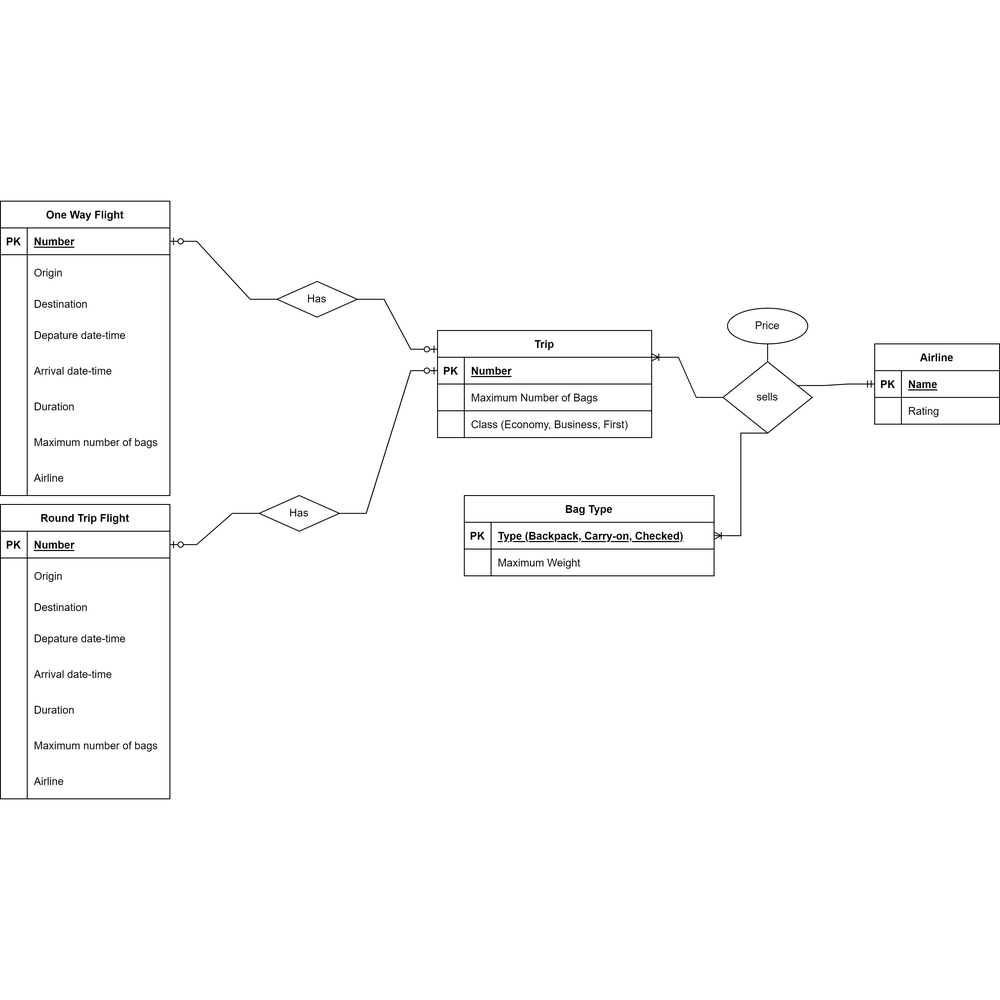 One Way Flight
PK Number
Origin
Destination
Depature date-time
Arrival date-time
Duration
Maximum number of bags
Airline
Round Trip Flight
PK Number
Origin
Destination
Depature date-time
Arrival date-time
Duration
Maximum number of bags
Airline
Has
Has
Trip
PK Number
Maximum Number of Bags
Class (Economy, Business, First)
Bag Type
PK Type (Backpack, Carry-on, Checked)
Maximum Weight
Price
sells
Airline
PK Name
Rating